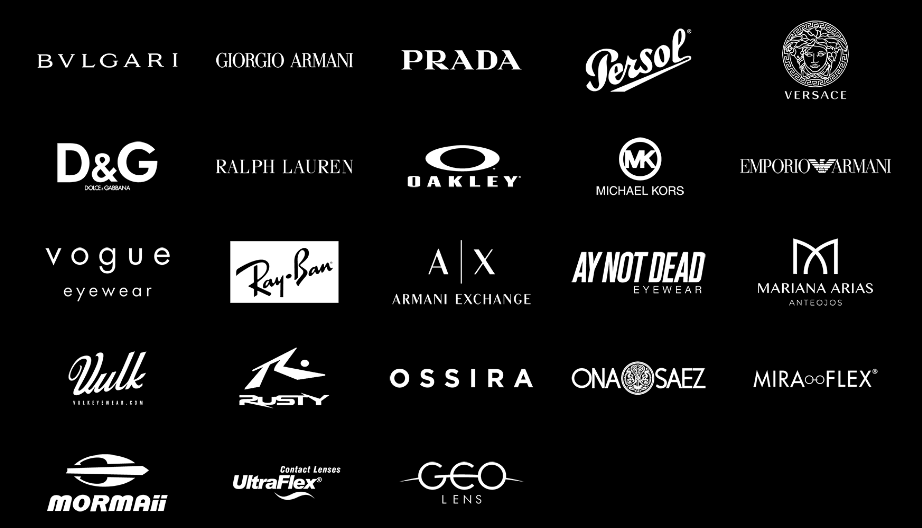 BVLGARI
GIORGIO ARMANI
PRADA
Persol®
VERSACE
D&G
DOLCE & GABBANA
RALPH LAUREN
OAKLEY
MK
MICHAEL KORS
EMPORIO ARMANI
vogue
eyewear
Ray-Ban
A|X
ARMANI EXCHANGE
AY NOT DEAD
EYEWEAR
MARIANA ARIAS
ANTEOJOS
Vulk
VULKEYEWEAR.COM
RUSTY
OSSIRA
ONA SAEZ
MIRA FLEX®
MORMAii
Contact Lenses
UltraFlex®
GEO
LENS